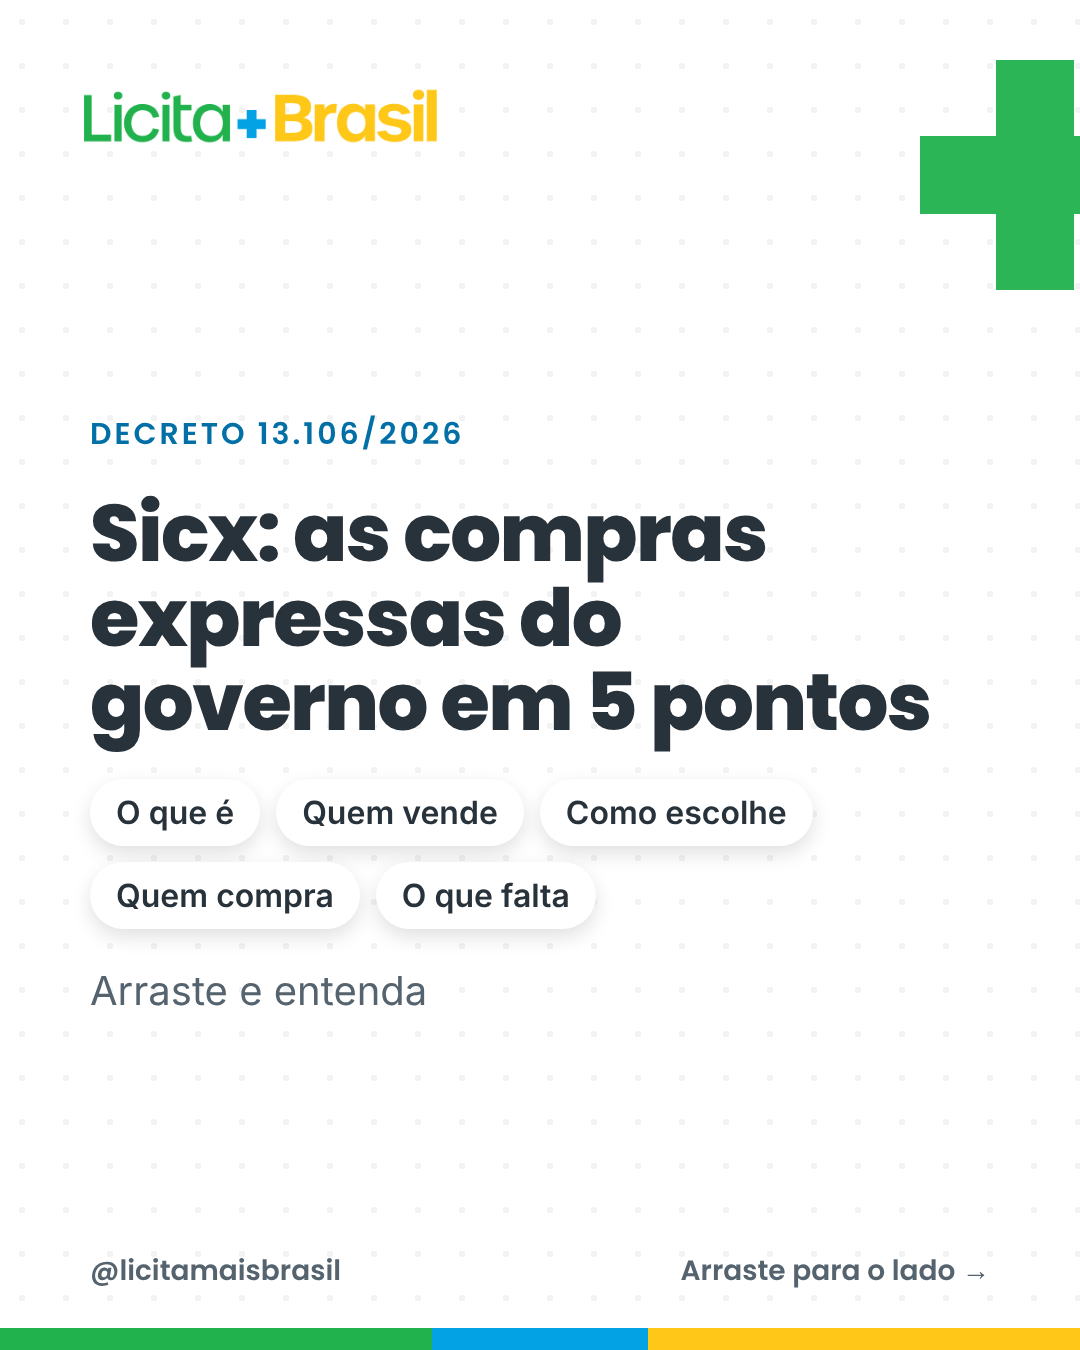 Licita+Brasil
DECRETO 13.106/2026
Sicx: as compras
expressas do
governo em 5 pontos
O que é
Quem vende
Como escolhe
Quem compra
O que falta
Arraste e entenda
@licitamaisbrasil
Arraste para o lado →